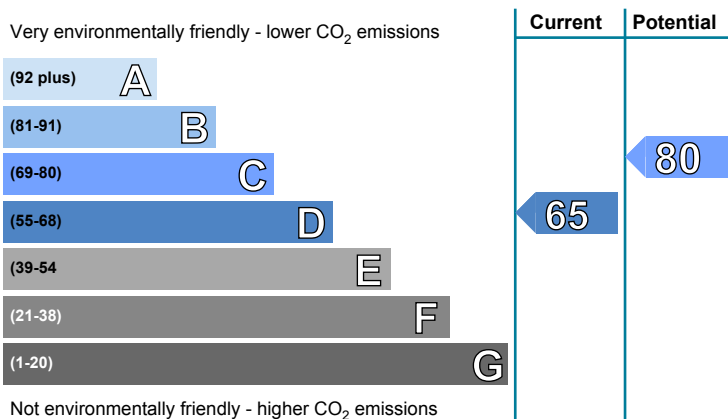 Current Potential
Very environmentally friendly - lower CO2 emissions
(92 plus) A
(81-91) B
(69-80) C
80
(55-68) D
65
(39-54 E
(21-38) F
(1-20) G
Not environmentally friendly - higher CO2 emissions